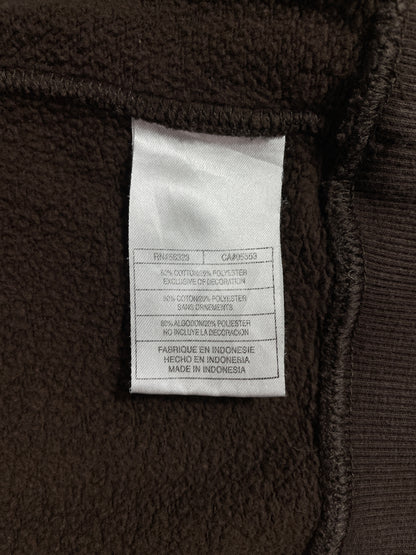 RN#56323 CA#05553
80% COTTON/20% POLYESTER
EXCLUSIVE OF DECORATION
80% COTON/20% POLYESTER
SANS ORNEMENTS
80% ALGODON/20% POLIESTER
NO INCLUYE LA DECORACION
FABRIQUE EN INDONESIE
HECHO EN INDONESIA
MADE IN INDONESIA